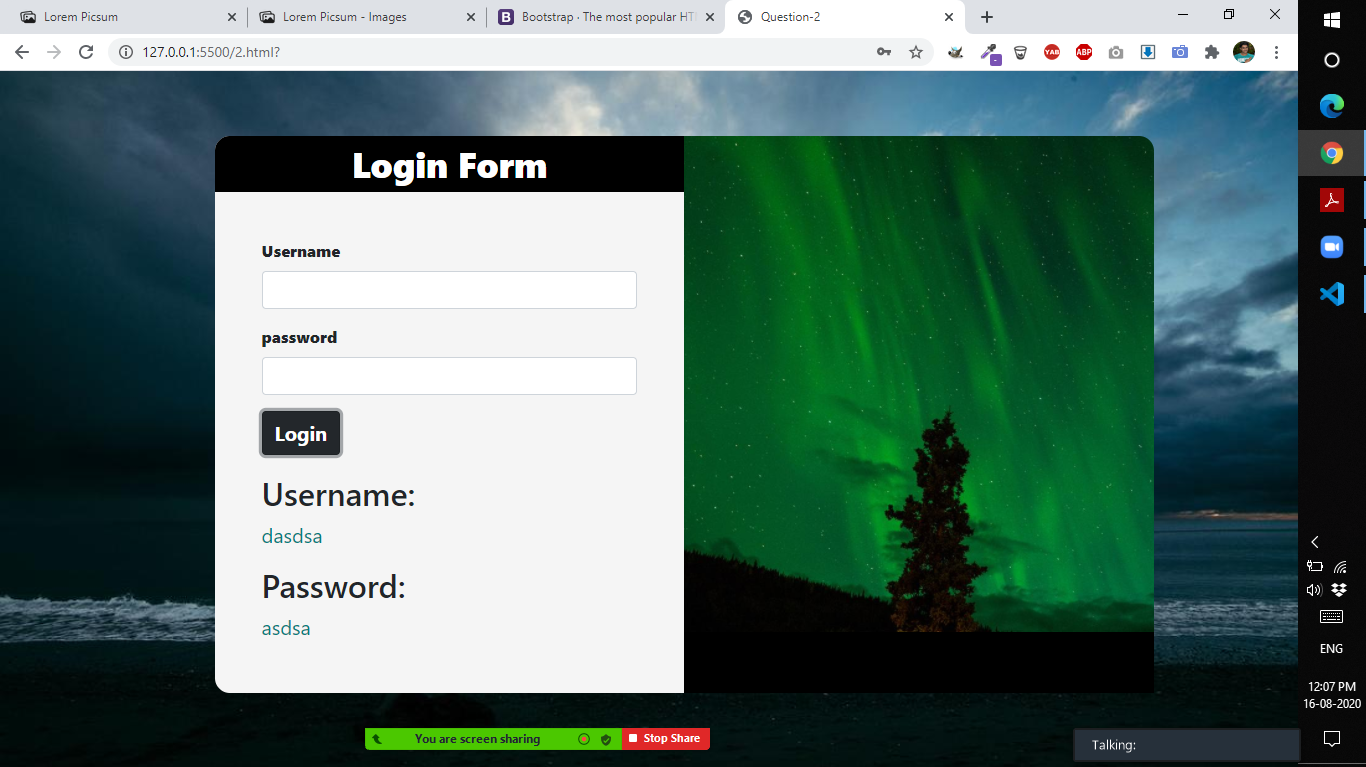 Lorem Picsum
Lorem Picsum - Images
Bootstrap · The most popular HT
Question-2
127.0.0.1:5500/2.html?
YAB
ABP
Login Form
Username
password
Login
Username:
dasdsa
Password:
asdsa
ENG
12:07 PM
16-08-2020
You are screen sharing
Stop Share
Talking: